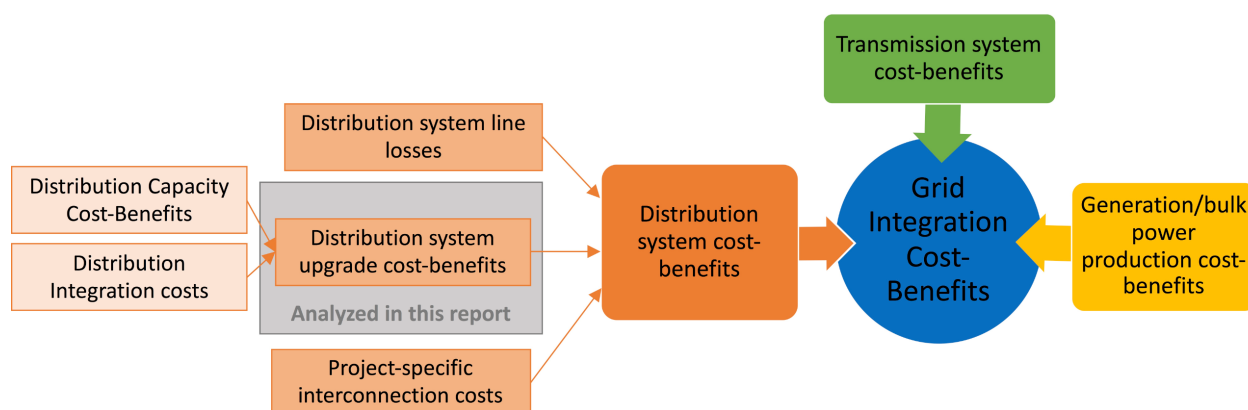 Transmission system
cost-benefits
Distribution system line
losses
Distribution Capacity
Cost-Benefits
Distribution
Integration costs
Distribution system
upgrade cost-benefits
Analyzed in this report
Project-specific
interconnection costs
Distribution
system cost-
benefits
Grid
Integration
Cost-
Benefits
Generation/bulk
power
production cost-
benefits